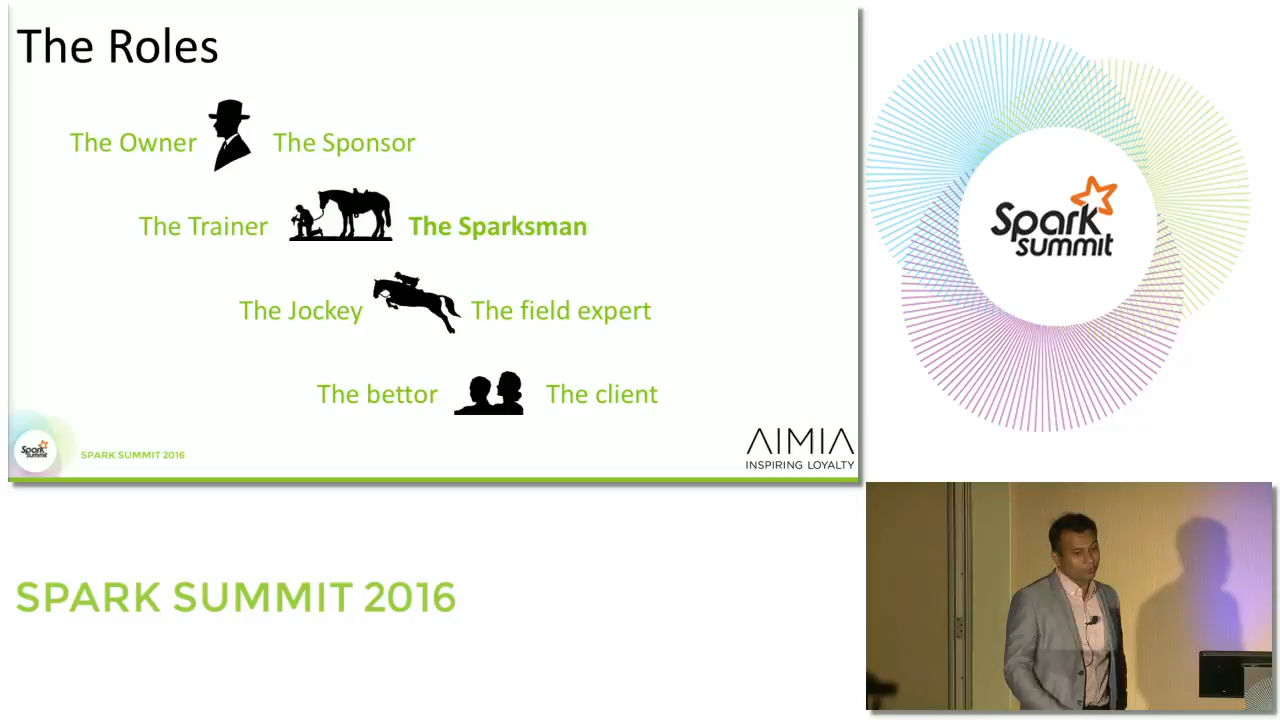 The Roles
The Owner The Sponsor
The Trainer The Sparksman
The Jockey The field expert
The bettor The client
Spark
Summit
SPARK SUMMIT 2016
AIMIA
INSPIRING LOYALTY
Spark
summit
SPARK SUMMIT 2016